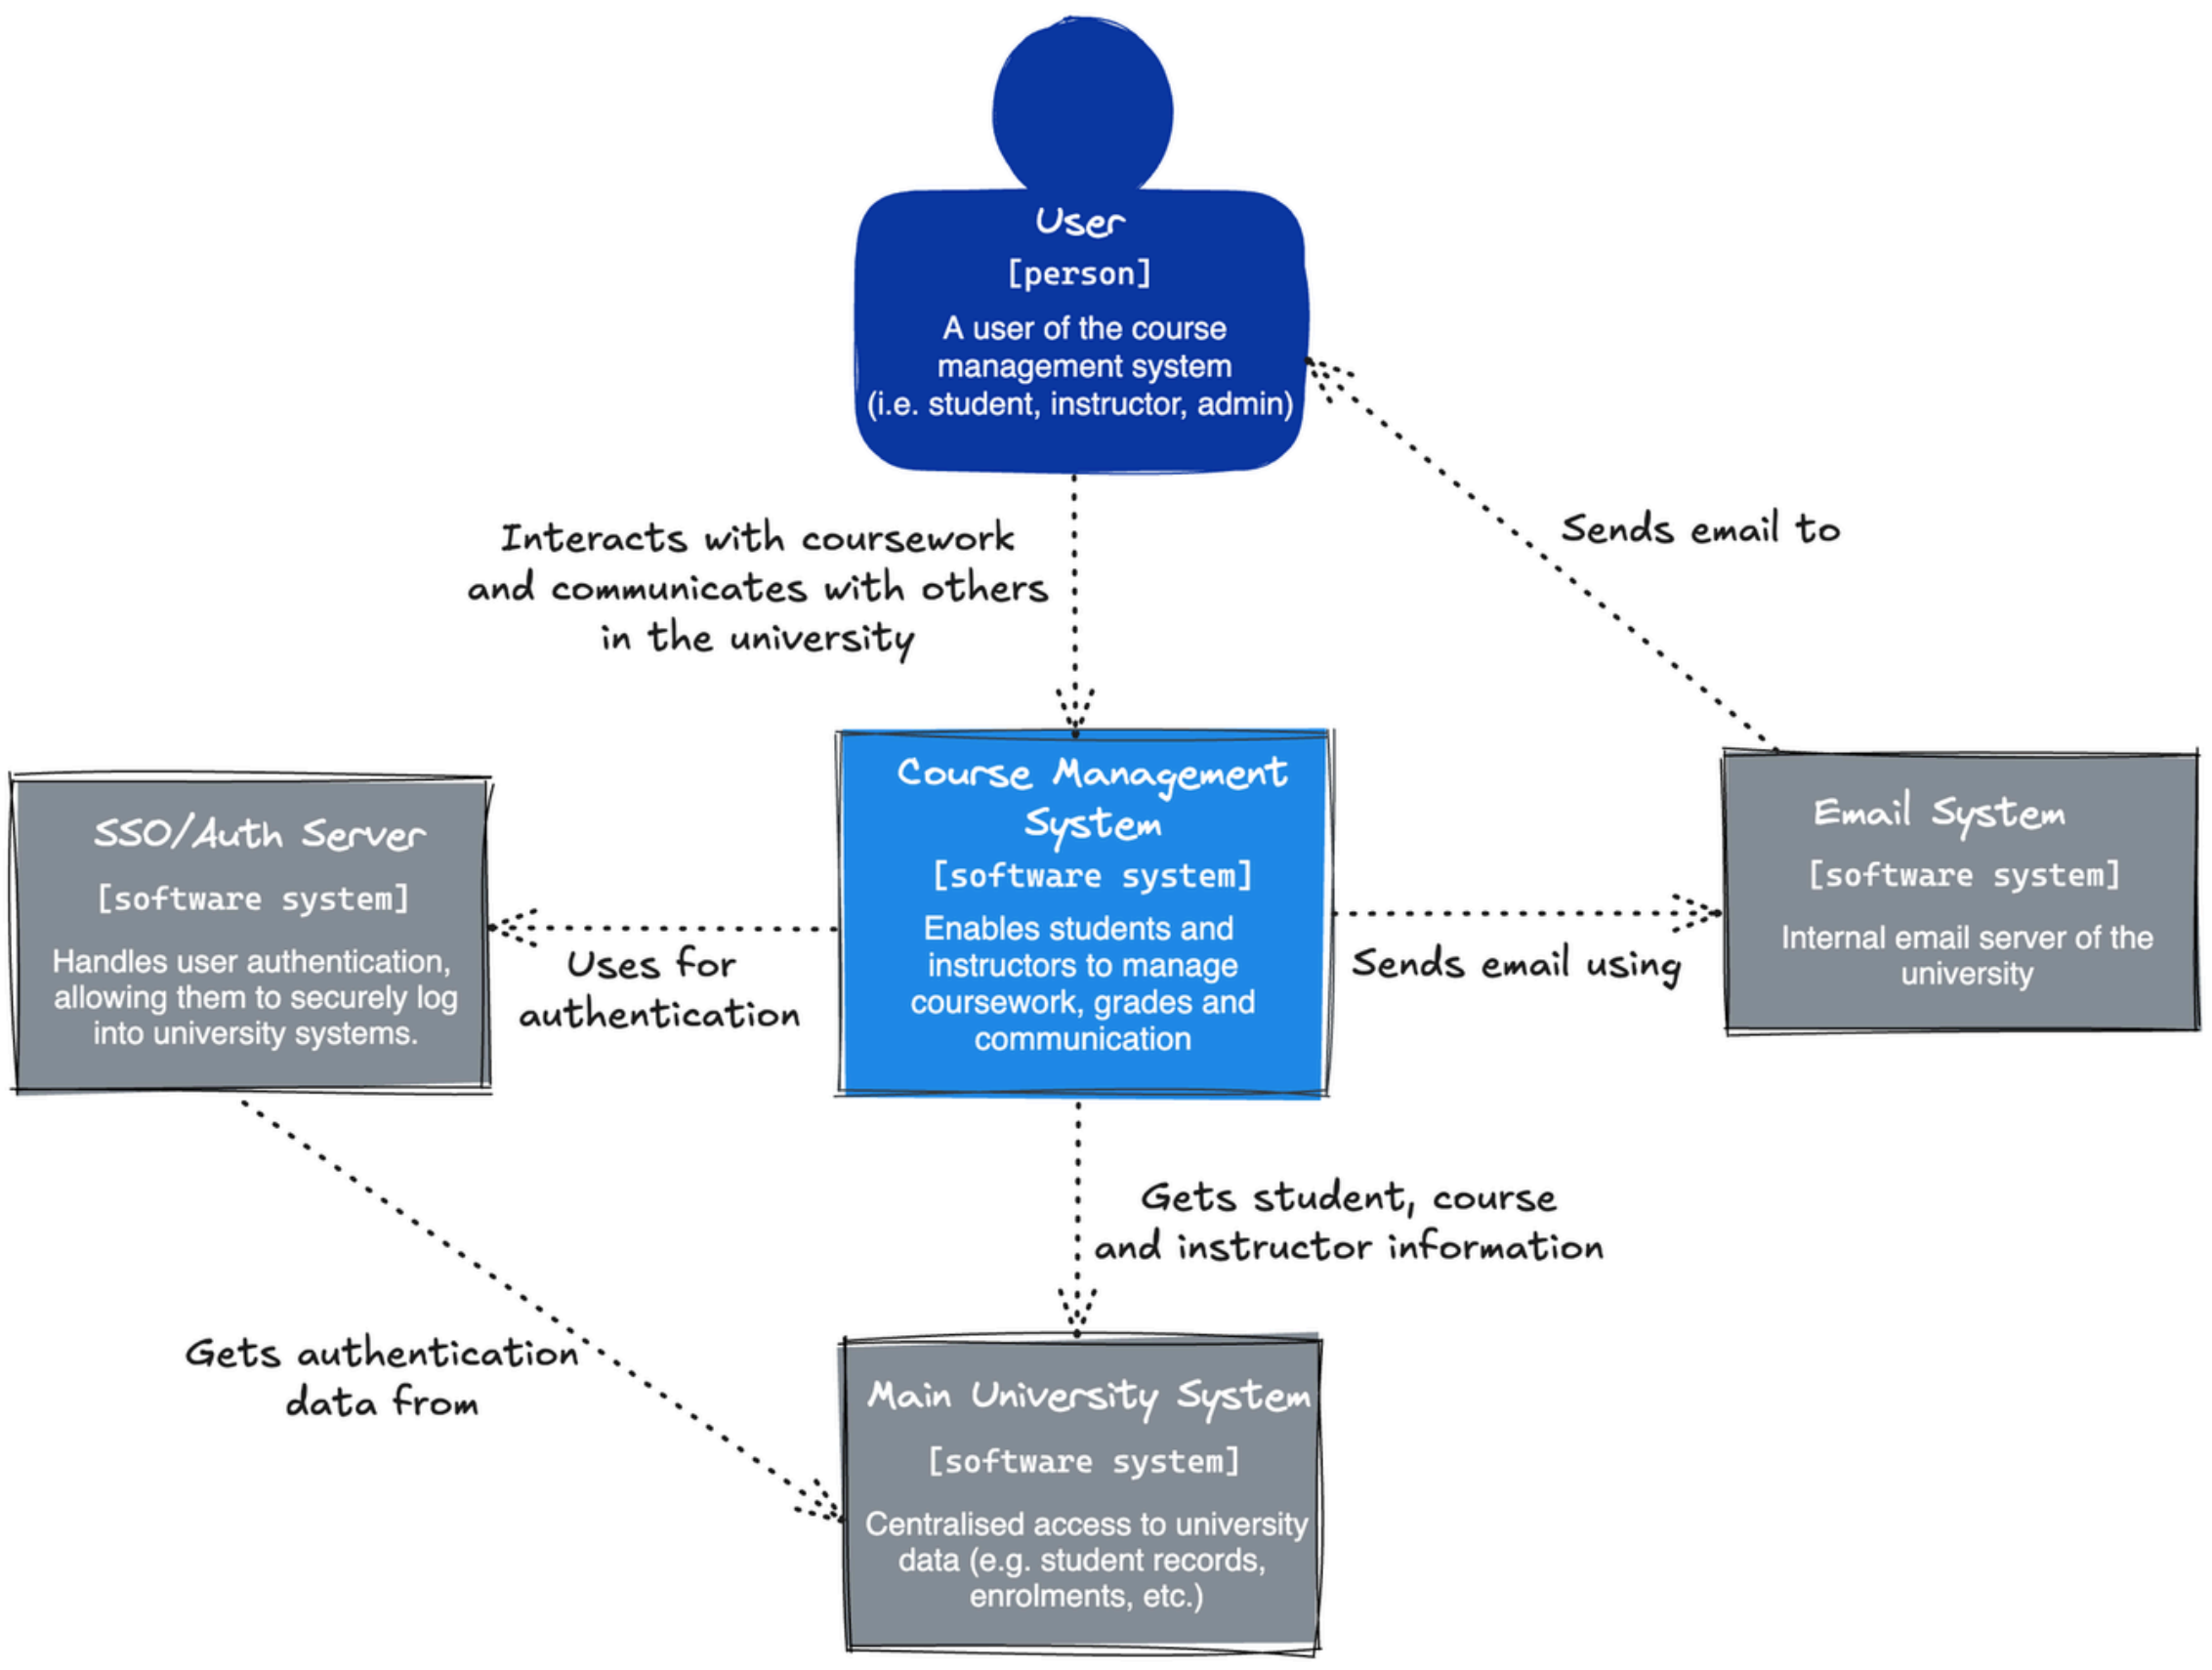 User
[person]
A user of the course
management system
(i.e. student, instructor, admin)
Interacts with coursework
and communicates with others
in the university
Sends email to
Course Management
System
[software system]
Enables students and
instructors to manage
coursework, grades and
communication
SSO/Auth Server
[software system]
Handles user authentication,
allowing them to securely log
into university systems.
Uses for
authentication
Sends email using
Email System
[software system]
Internal email server of the
university
Gets student, course
and instructor information
Gets authentication
data from
Main University System
[software system]
Centralised access to university
data (e.g. student records,
enrolments, etc.)